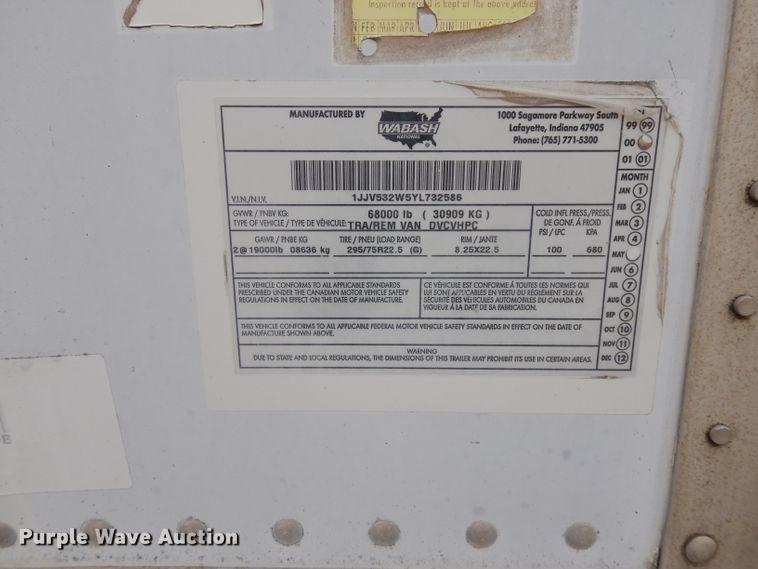 Inspection record is kept at the above address
N FEB MAR APR JUN JUL AUG
MANUFACTURED BY
WABASH
NATIONAL
1000 Sagamore Parkway South
Lafayette, Indiana 47905
Phone: (765) 771-5300
99 99
00
01 01
MONTH
JAN 1
FEB 2
MAR 3
APR 4
MAY
JUN 6
JUL 7
AUG 8
SEP 9
OCT 10
NOV 11
DEC 12
V.I.N./N.I.V. 1JJV532W5YL732586
GVWR / PNBV KG: 68000 lb ( 30909 KG )
TYPE OF VEHICLE / TYPE DE VÉHICULE: TRA/REM VAN DVCVHPC
COLD INFL PRESS./PRESS.
DE GONF. À FROID
PSI / LPC KPA
GAWR / PNBE KG TIRE / PNEU (LOAD RANGE) RIM / JANTE
2@19000lb 08636 kg 295/75R22.5 (G) 8.25X22.5 100 680
THIS VEHICLE CONFORMS TO ALL APPLICABLE STANDARDS
PRESCRIBED UNDER THE CANADIAN MOTOR VEHICLE SAFETY
REGULATIONS IN EFFECT ON THE DATE OF MANUFACTURE.
CE VÉHICULE EST CONFORME À TOUTES LES NORMES QUI
LUI SONT APPLICABLES EN VERTU DU RÈGLEMENT SUR LA
SÉCURITÉ DES VÉHICULES AUTOMOBILES DU CANADA EN
VIGUEUR À LA DATE DE SA FABRICATION.
THIS VEHICLE CONFORMS TO ALL APPLICABLE FEDERAL MOTOR VEHICLE SAFETY STANDARDS IN EFFECT ON THE DATE OF
MANUFACTURE SHOWN ABOVE.
WARNING
DUE TO STATE AND LOCAL REGULATIONS, THE DIMENSIONS OF THIS TRAILER MAY PROHIBIT ITS USE IN CERTAIN AREAS.
Purple Wave Auction